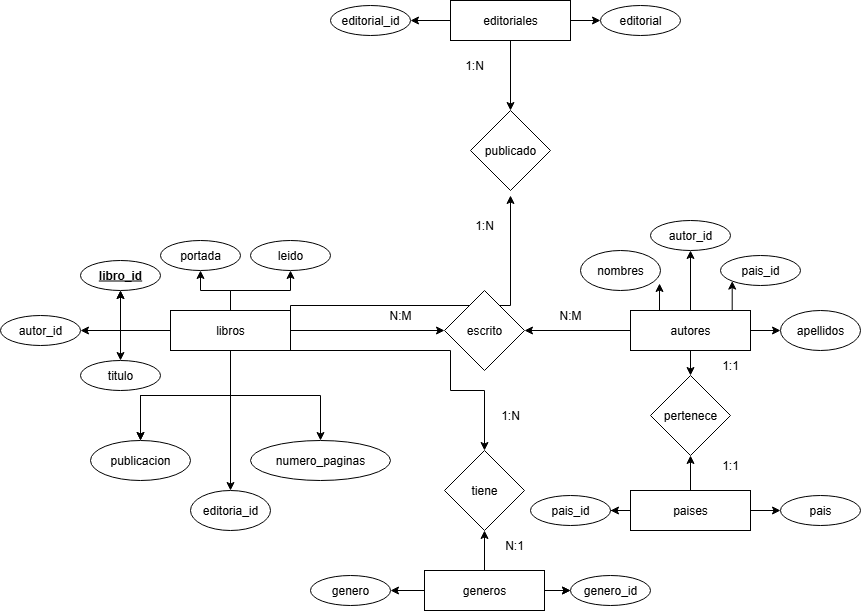 editorial_id
editoriales
editorial
1:N
publicado
1:N
portada
leido
libro_id
autor_id
nombres
pais_id
autor_id
libros
N:M
escrito
N:M
autores
apellidos
titulo
1:1
1:N
pertenece
publicacion
numero_paginas
1:1
editoria_id
tiene
pais_id
paises
pais
N:1
genero
generos
genero_id